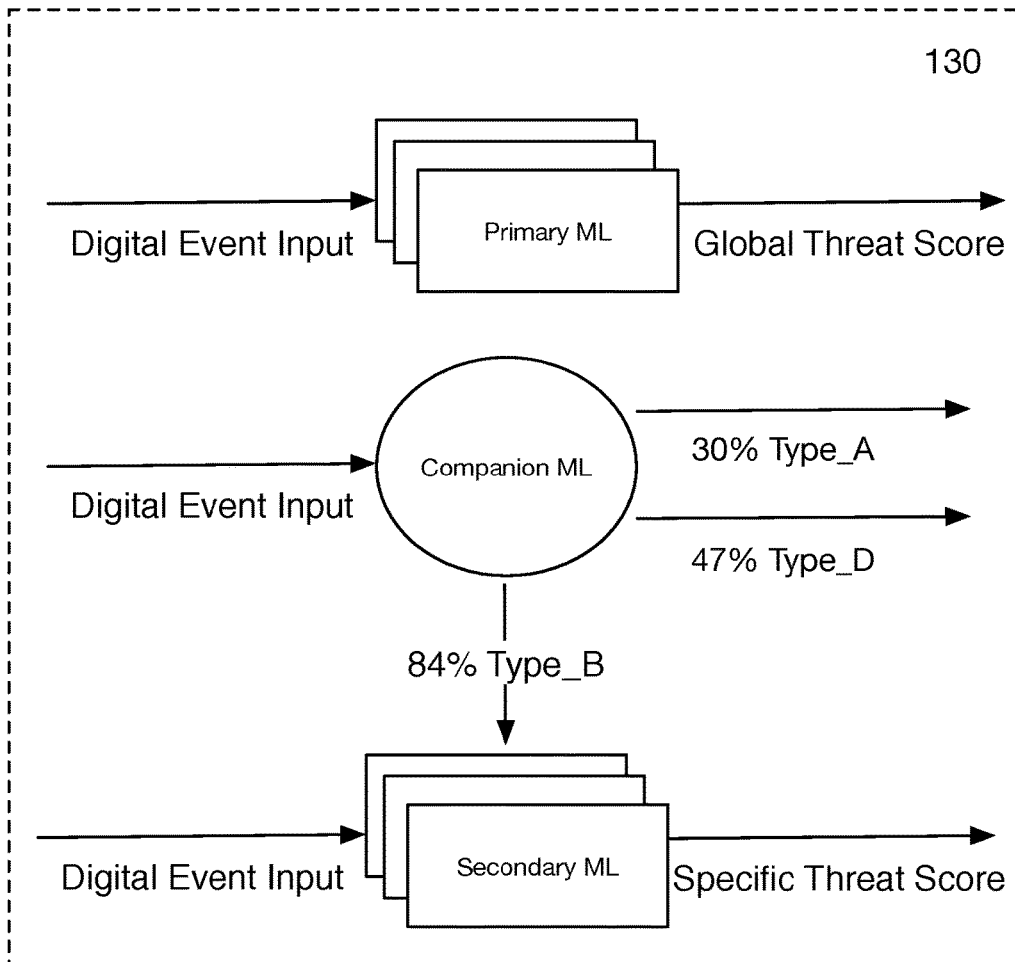 130
Primary ML
Digital Event Input
Global Threat Score
Companion ML
30% Type_A
Digital Event Input
47% Type_D
84% Type_B
Secondary ML
Digital Event Input
Specific Threat Score